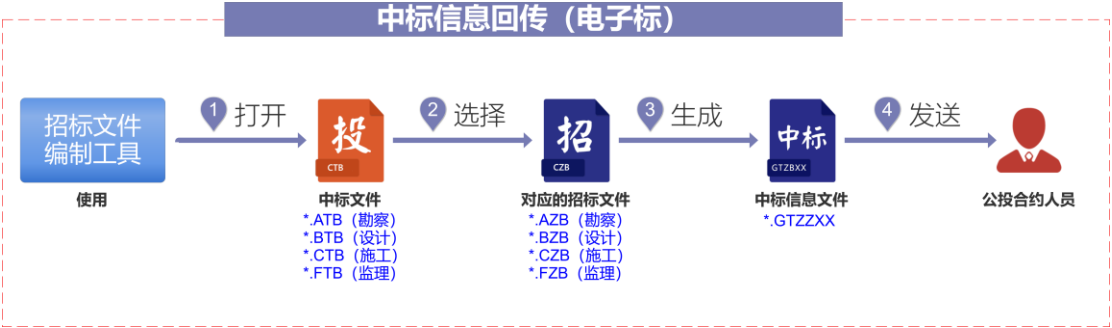 中标信息回传（电子标）
招标文件
编制工具
使用
1 打开
投
CTB
中标文件
*.ATB（勘察）
*.BTB（设计）
*.CTB（施工）
*.FTB（监理）
2 选择
招
CZB
对应的招标文件
*.AZB（勘察）
*.BZB（设计）
*.CZB（施工）
*.FZB（监理）
3 生成
中标
GTZBXX
中标信息文件
*.GTZZXX
4 发送
公投合约人员